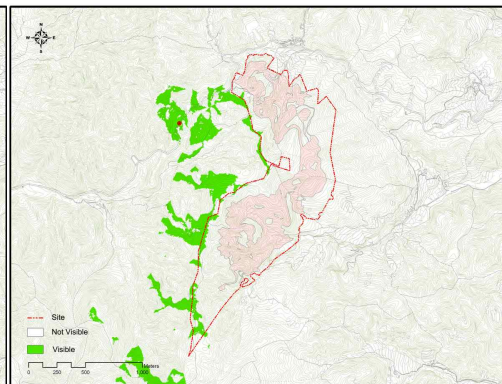 N
W E
S
Site
Not Visible
Visible
Meters
0 250 500 1,000